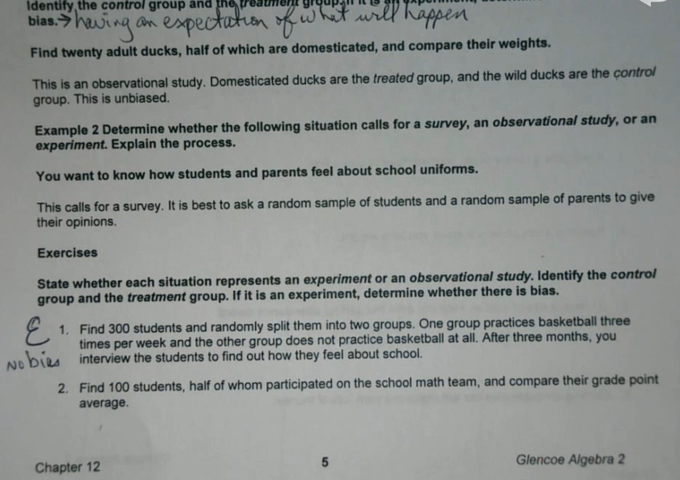 Identify the control group and the treatment group. If it is an experiment, determine
bias.→ having an expectation of what will happen
Find twenty adult ducks, half of which are domesticated, and compare their weights.
This is an observational study. Domesticated ducks are the treated group, and the wild ducks are the control
group. This is unbiased.
Example 2 Determine whether the following situation calls for a survey, an observational study, or an
experiment. Explain the process.
You want to know how students and parents feel about school uniforms.
This calls for a survey. It is best to ask a random sample of students and a random sample of parents to give
their opinions.
Exercises
State whether each situation represents an experiment or an observational study. Identify the control
group and the treatment group. If it is an experiment, determine whether there is bias.
E 1. Find 300 students and randomly split them into two groups. One group practices basketball three
times per week and the other group does not practice basketball at all. After three months, you
No bies interview the students to find out how they feel about school.
2. Find 100 students, half of whom participated on the school math team, and compare their grade point
average.
Chapter 12 5 Glencoe Algebra 2